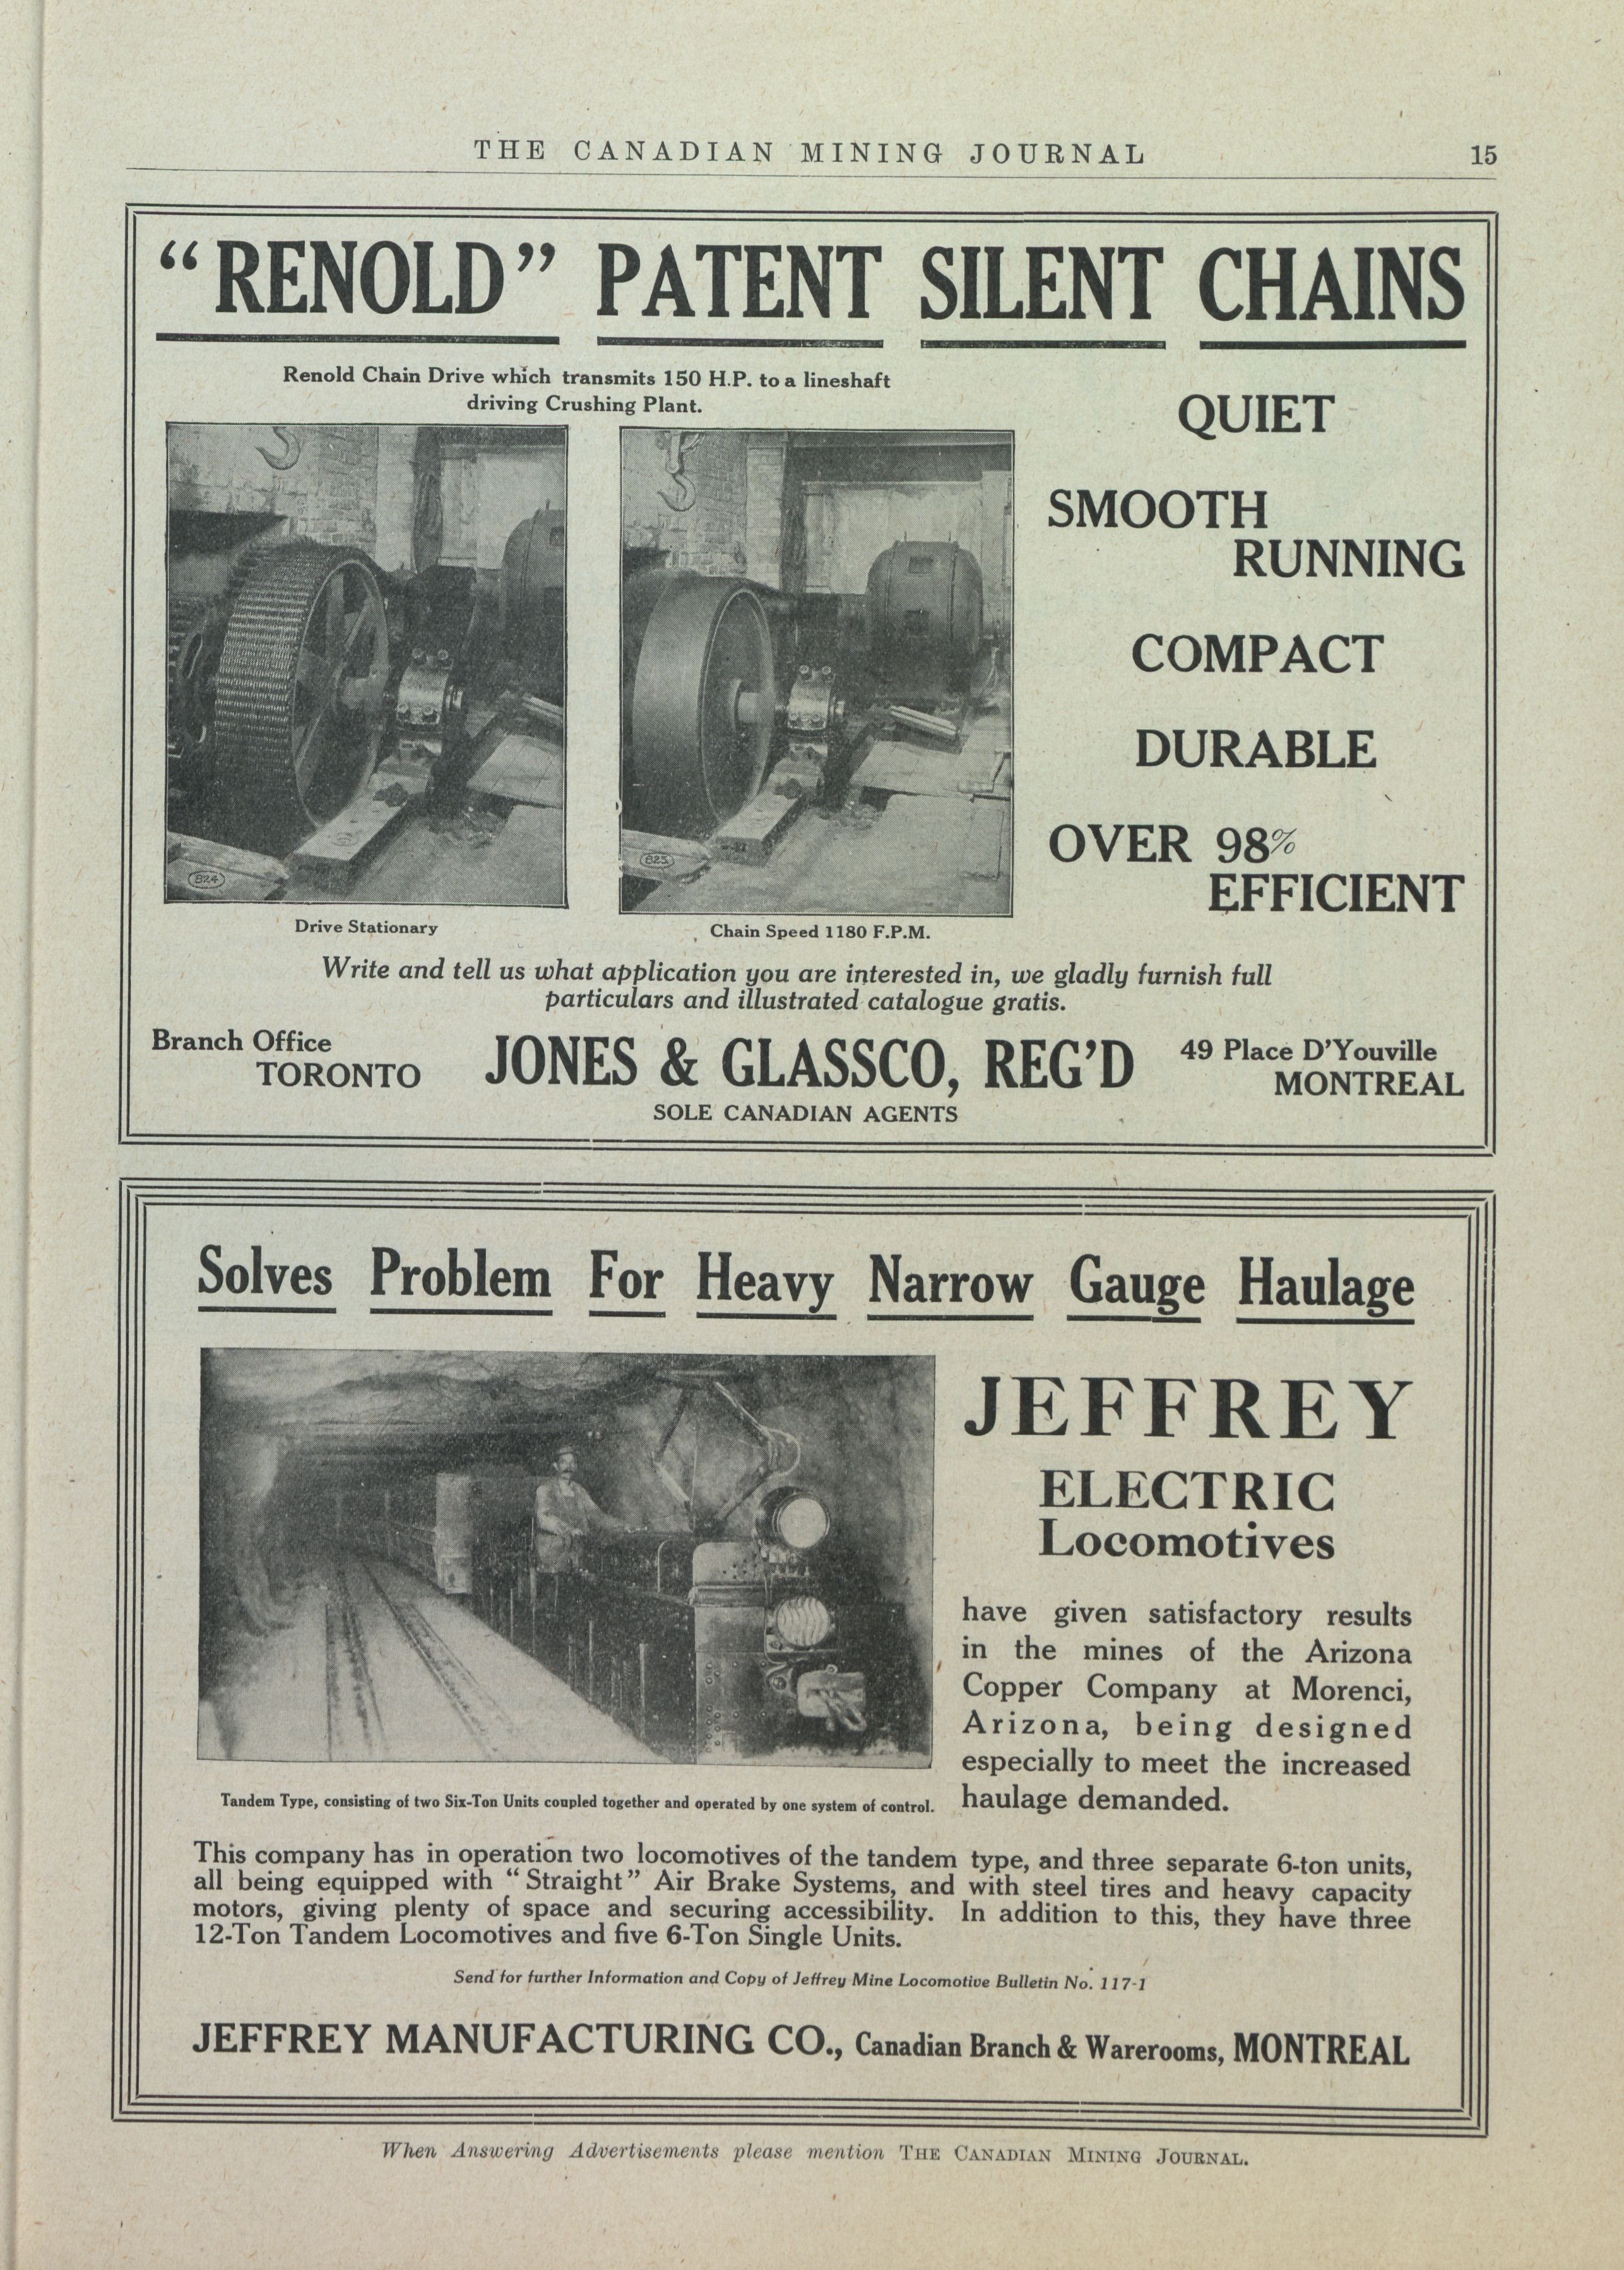 THE CANADIAN MINING JOURNAL 15
“RENOLD” PATENT SILENT CHAINS
Renold Chain Drive which transmits 150 H.P. to a lineshaft
driving Crushing Plant.
824
Drive Stationary
825
Chain Speed 1180 F.P.M.
QUIET
SMOOTH
RUNNING
COMPACT
DURABLE
OVER 98%
EFFICIENT
Write and tell us what application you are interested in, we gladly furnish full
particulars and illustrated catalogue gratis.
Branch Office
TORONTO
JONES & GLASSCO, REG’D
SOLE CANADIAN AGENTS
49 Place D’Youville
MONTREAL
Solves Problem For Heavy Narrow Gauge Haulage
JEFFREY
ELECTRIC
Locomotives
have given satisfactory results
in the mines of the Arizona
Copper Company at Morenci,
Arizona, being designed
especially to meet the increased
haulage demanded.
Tandem Type, consisting of two Six-Ton Units coupled together and operated by one system of control.
This company has in operation two locomotives of the tandem type, and three separate 6-ton units,
all being equipped with “Straight” Air Brake Systems, and with steel tires and heavy capacity
motors, giving plenty of space and securing accessibility. In addition to this, they have three
12-Ton Tandem Locomotives and five 6-Ton Single Units.
Send for further Information and Copy of Jeffrey Mine Locomotive Bulletin No. 117-1
JEFFREY MANUFACTURING CO., Canadian Branch & Warerooms, MONTREAL
When Answering Advertisements please mention THE CANADIAN MINING JOURNAL.